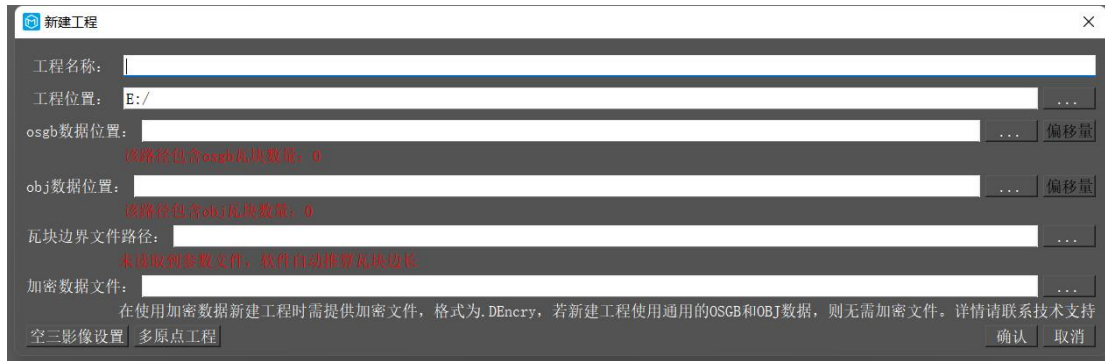 新建工程
工程名称：
工程位置： E:/ ...
osgb数据位置： ... 偏移量
该路径包含osgb瓦块数量：0
obj数据位置： ... 偏移量
该路径包含obj瓦块数量：0
瓦块边界文件路径： ...
未读取到参数文件，软件自动推算瓦块边长
加密数据文件： ...
在使用加密数据新建工程时需提供加密文件，格式为.DEncry，若新建工程使用通用的OSGB和OBJ数据，则无需加密文件。详情请联系技术支持
空三影像设置 多原点工程 确认 取消